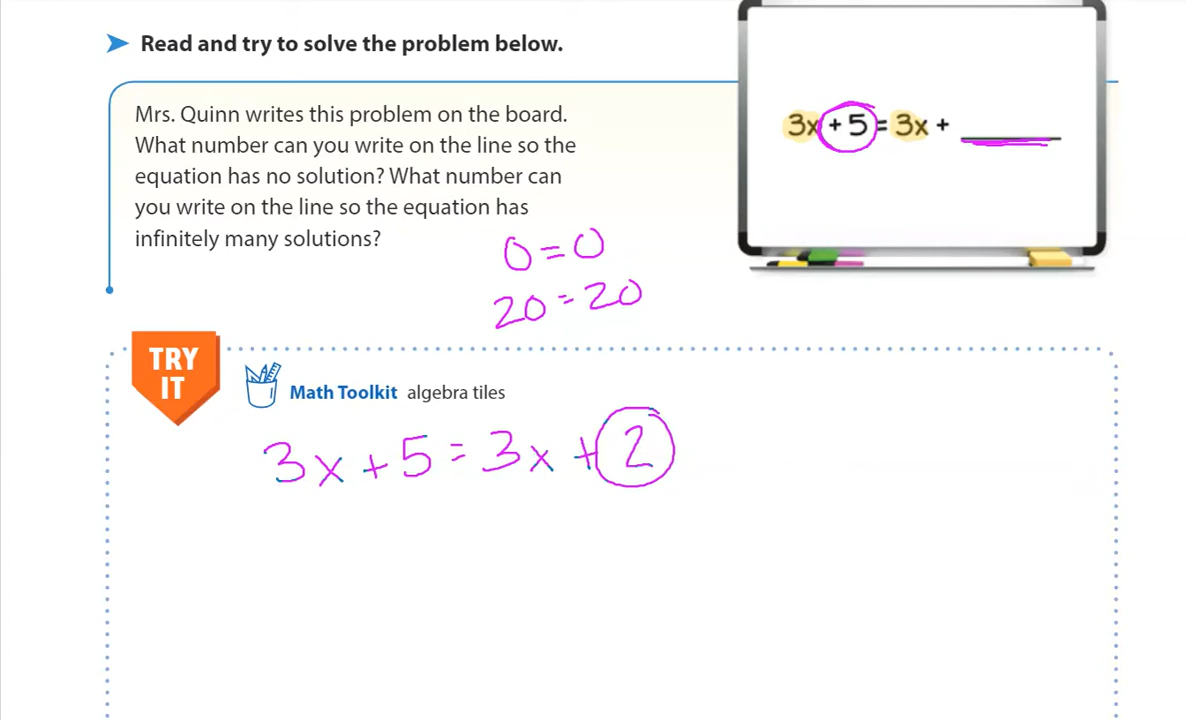 Read and try to solve the problem below.
Mrs. Quinn writes this problem on the board.
What number can you write on the line so the
equation has no solution? What number can
you write on the line so the equation has
infinitely many solutions?
3x + 5 = 3x + ______
0 = 0
20 = 20
TRY
IT
Math Toolkit algebra tiles
3x + 5 = 3x + 2